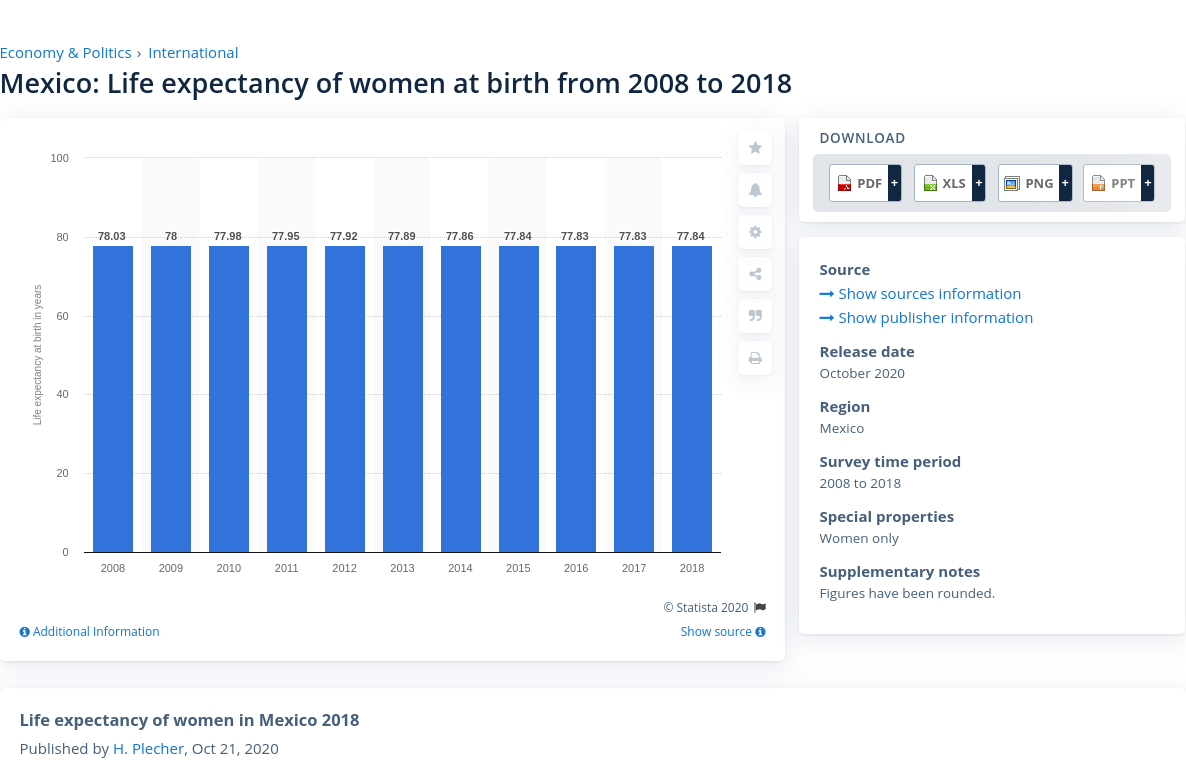 Economy & Politics › International
Mexico: Life expectancy of women at birth from 2008 to 2018
100
80
60
40
20
0
Life expectancy at birth in years
78.03 78 77.98 77.95 77.92 77.89 77.86 77.84 77.83 77.83 77.84
2008 2009 2010 2011 2012 2013 2014 2015 2016 2017 2018
© Statista 2020
Additional Information
Show source
DOWNLOAD
PDF + XLS + PNG + PPT +
Source
Show sources information
Show publisher information
Release date
October 2020
Region
Mexico
Survey time period
2008 to 2018
Special properties
Women only
Supplementary notes
Figures have been rounded.
Life expectancy of women in Mexico 2018
Published by H. Plecher, Oct 21, 2020